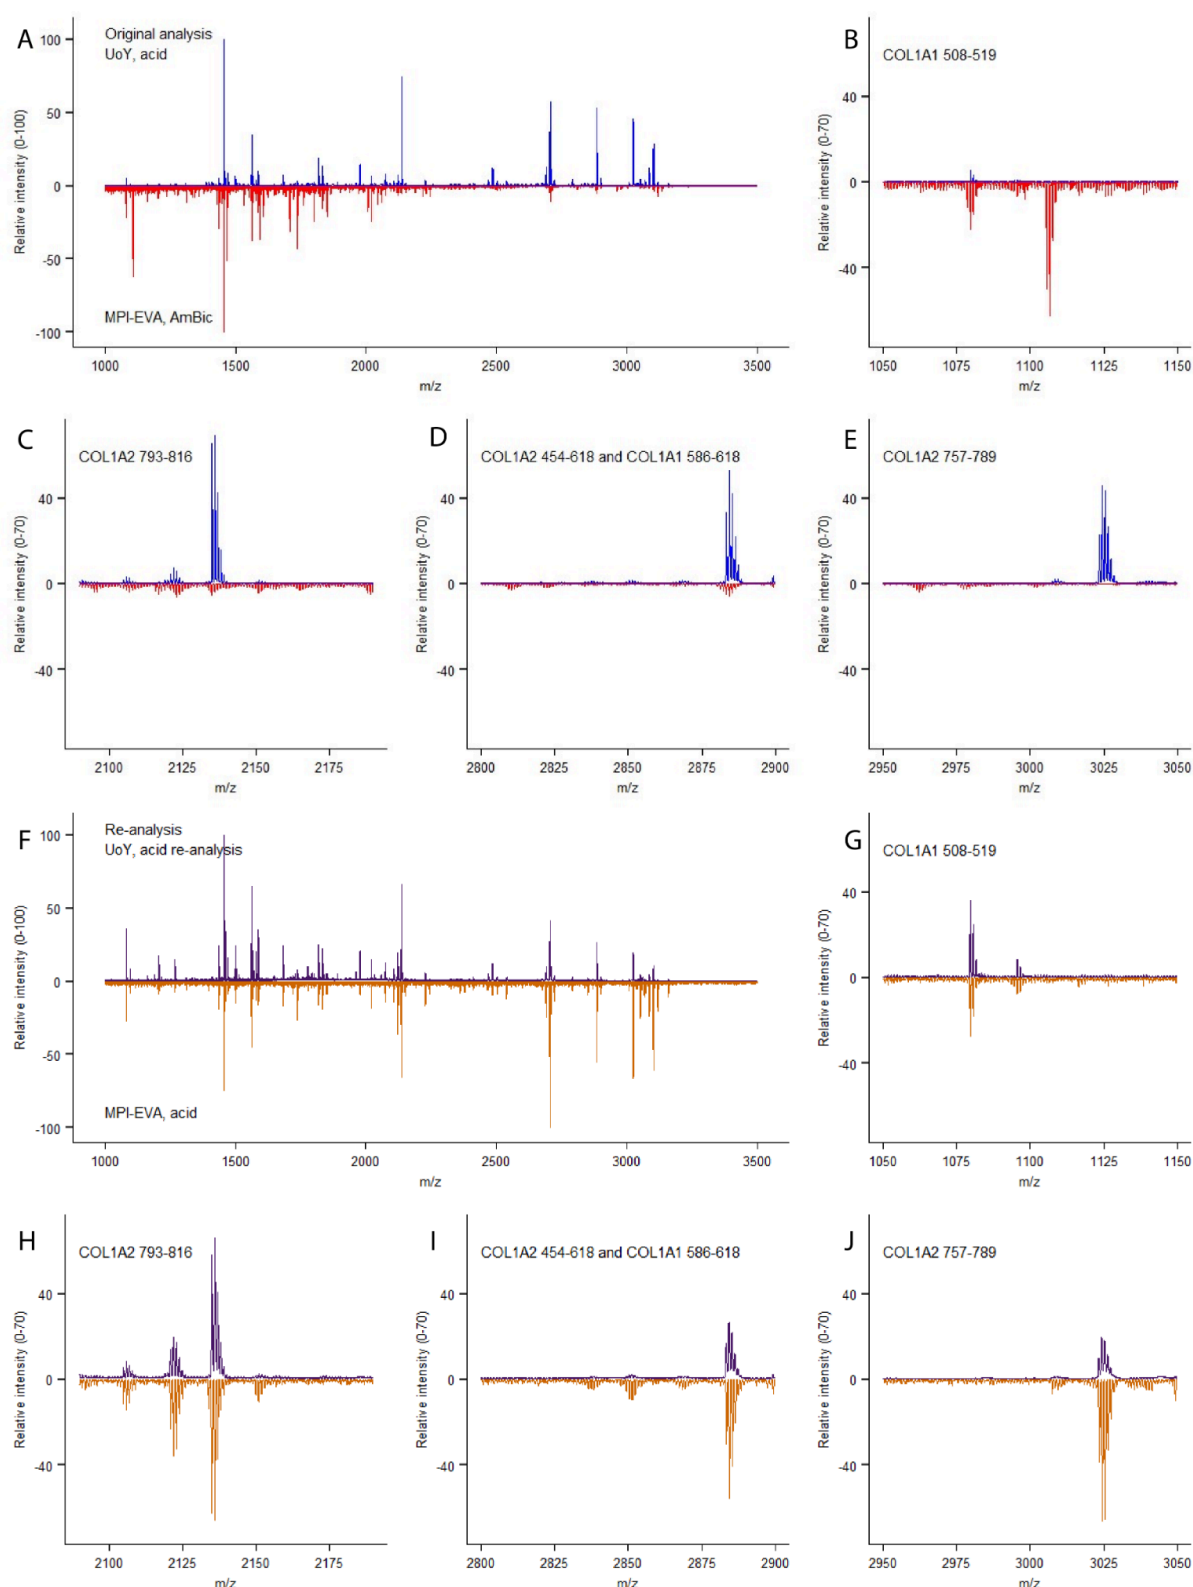 A
Original analysis
UoY, acid
MPI-EVA, AmBic
Relative intensity (0-100)
100
50
0
-50
-100
1000 1500 2000 2500 3000 3500
m/z
B
COL1A1 508-519
Relative intensity (0-70)
40
0
-40
1050 1075 1100 1125 1150
m/z
C
COL1A2 793-816
Relative intensity (0-70)
40
0
-40
2100 2125 2150 2175
m/z
D
COL1A2 454-618 and COL1A1 586-618
Relative intensity (0-70)
40
0
-40
2800 2825 2850 2875 2900
m/z
E
COL1A2 757-789
Relative intensity (0-70)
40
0
-40
2950 2975 3000 3025 3050
m/z
F
Re-analysis
UoY, acid re-analysis
MPI-EVA, acid
Relative intensity (0-100)
100
50
0
-50
-100
1000 1500 2000 2500 3000 3500
m/z
G
COL1A1 508-519
Relative intensity (0-70)
40
0
-40
1050 1075 1100 1125 1150
m/z
H
COL1A2 793-816
Relative intensity (0-70)
40
0
-40
2100 2125 2150 2175
m/z
I
COL1A2 454-618 and COL1A1 586-618
Relative intensity (0-70)
40
0
-40
2800 2825 2850 2875 2900
m/z
J
COL1A2 757-789
Relative intensity (0-70)
40
0
-40
2950 2975 3000 3025 3050
m/z